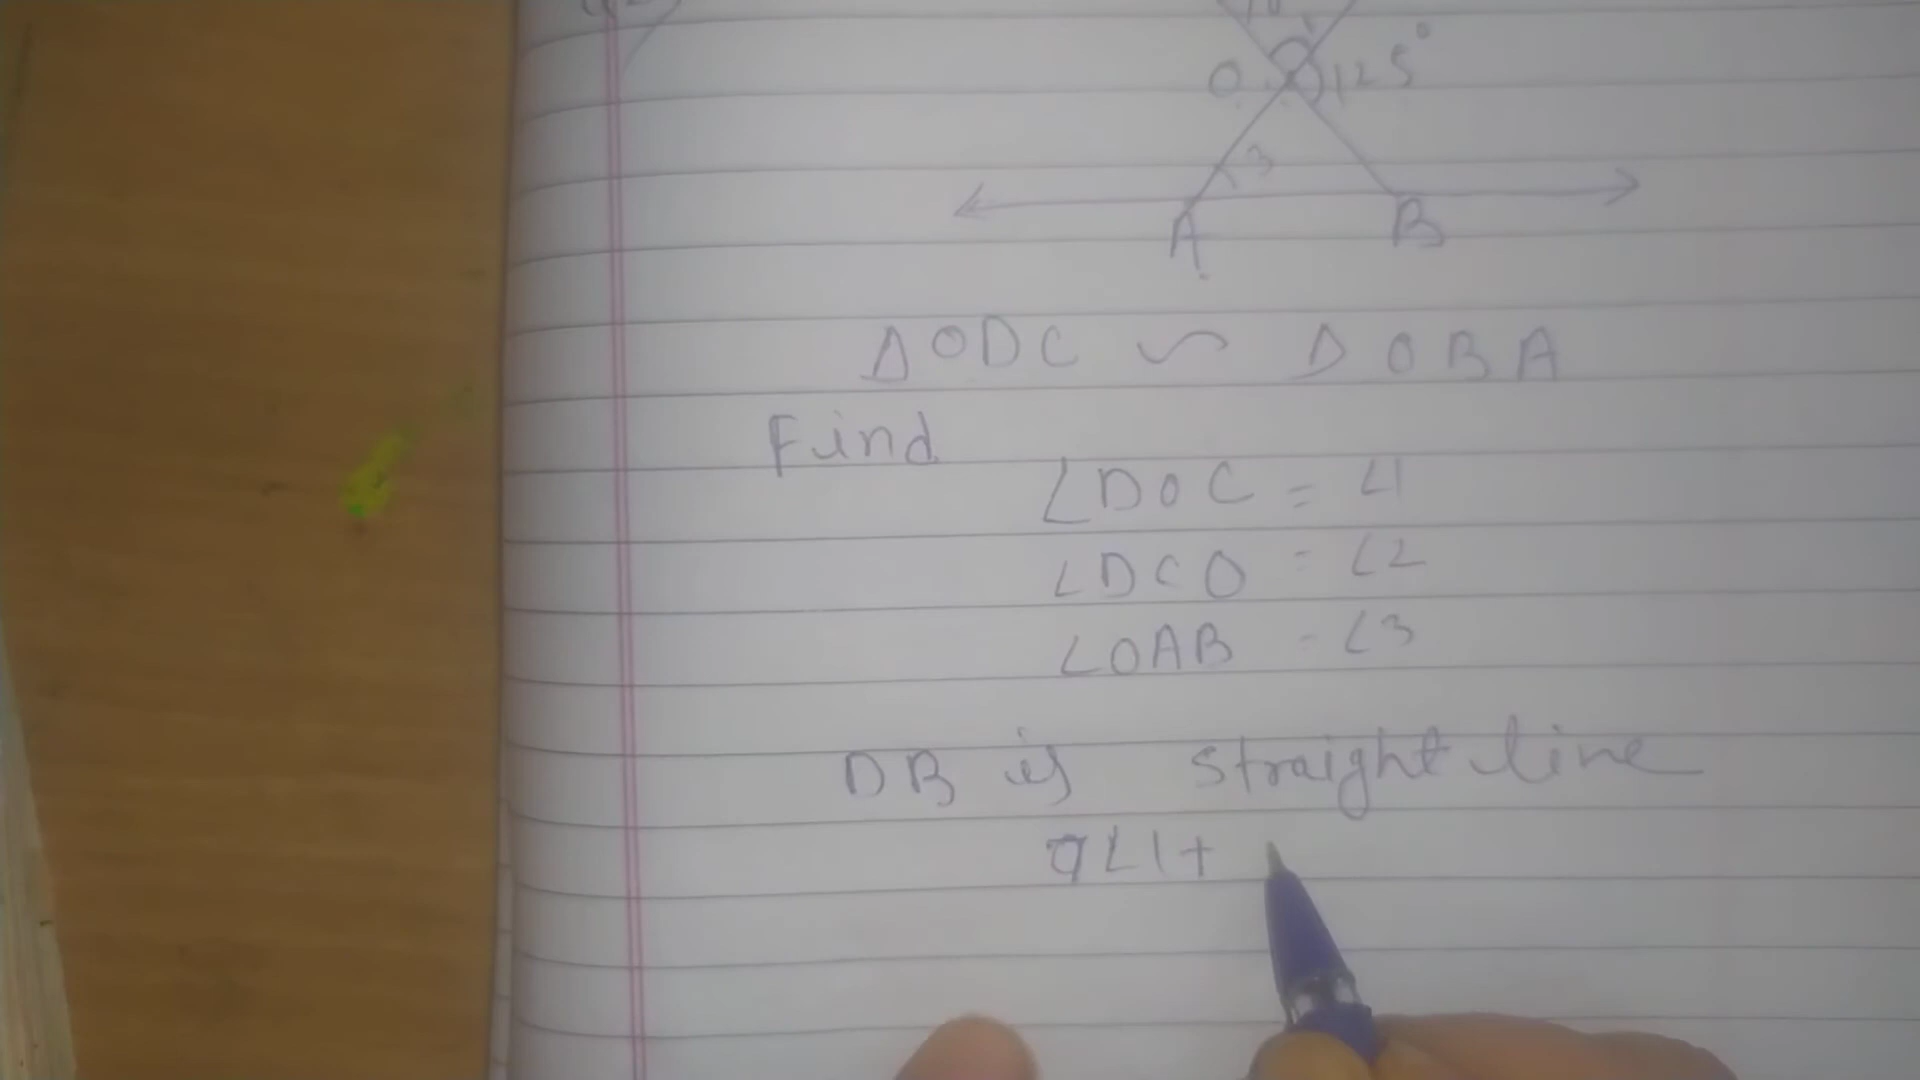 O 125°
3
A B
ΔODC ∽ ΔOBA
Find
∠DOC = ∠1
∠DCO = ∠2
∠OAB = ∠3
DB is straight line
∠1+